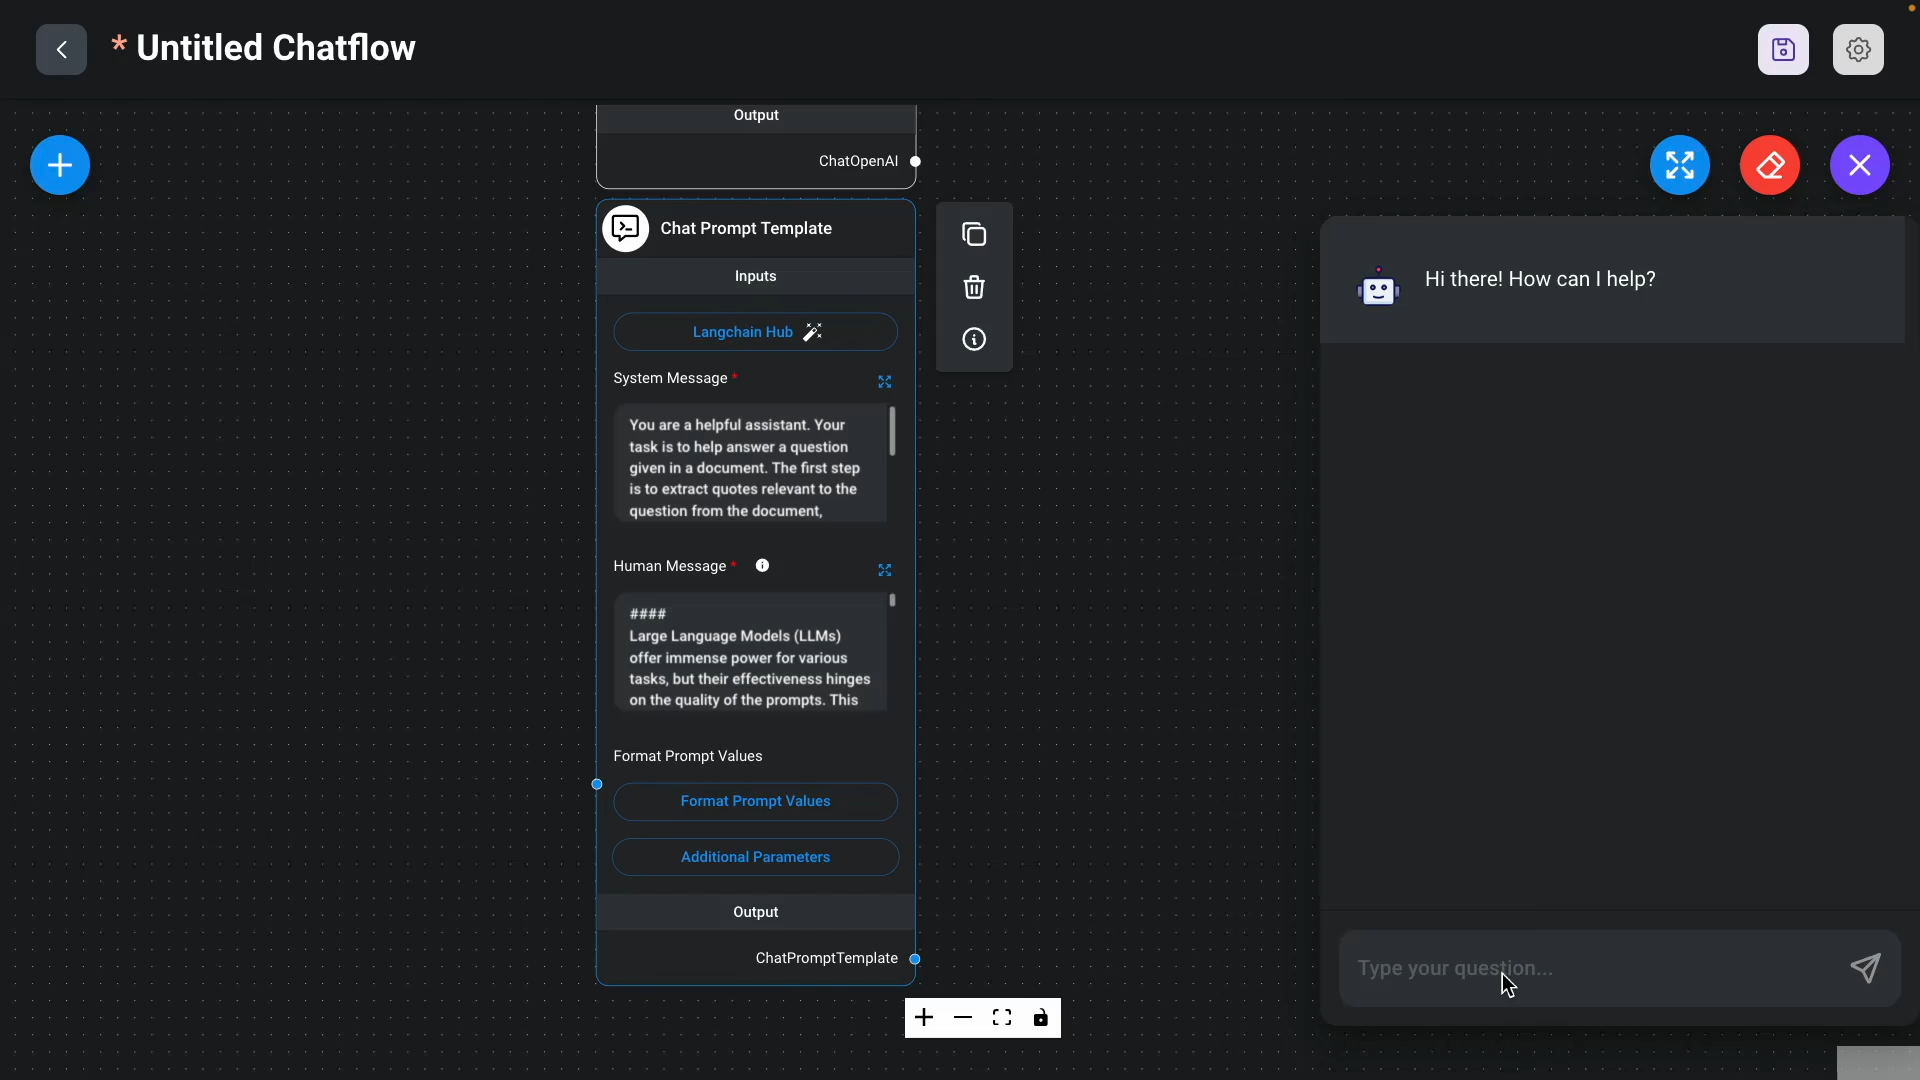 * Untitled Chatflow
Output
ChatOpenAI
Chat Prompt Template
Inputs
Langchain Hub
System Message *
You are a helpful assistant. Your
task is to help answer a question
given in a document. The first step
is to extract quotes relevant to the
question from the document,
Human Message *
####
Large Language Models (LLMs)
offer immense power for various
tasks, but their effectiveness hinges
on the quality of the prompts. This
Format Prompt Values
Format Prompt Values
Additional Parameters
Output
ChatPromptTemplate
Hi there! How can I help?
Type your question...